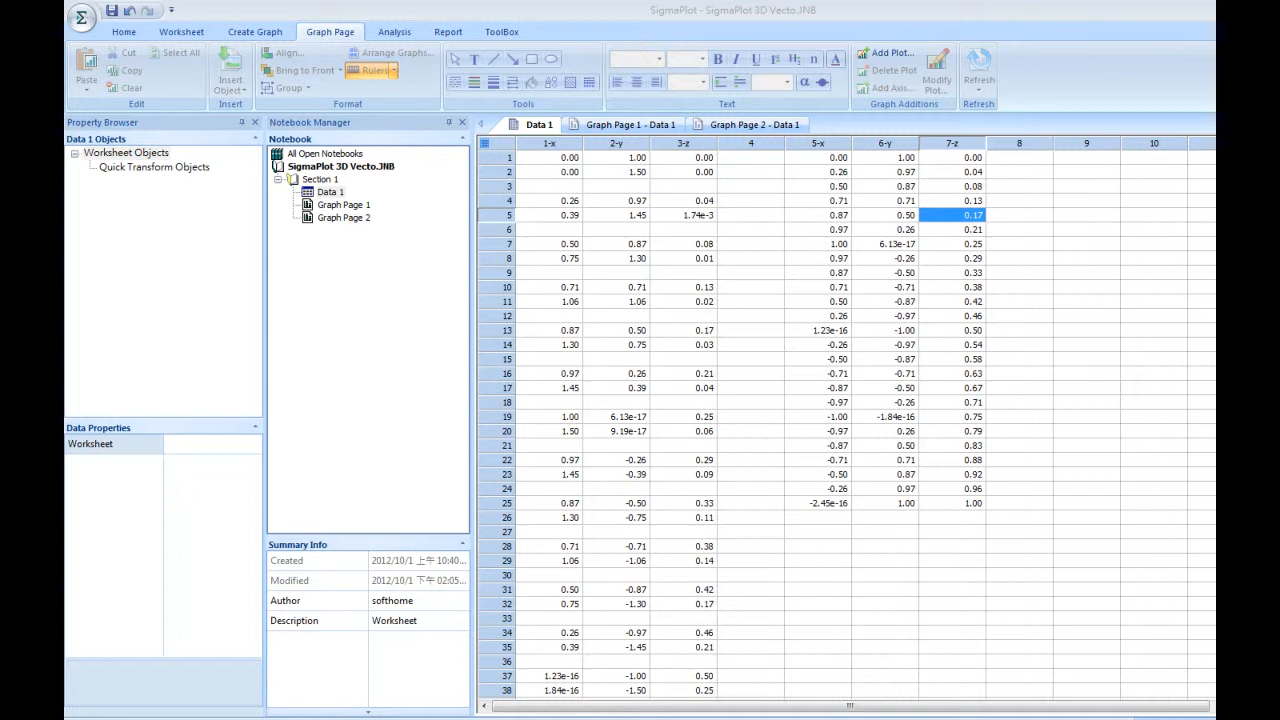 SigmaPlot - SigmaPlot 3D Vecto.JNB
Home Worksheet Create Graph Graph Page Analysis Report ToolBox
Paste Cut Copy Clear Select All Edit
Insert Object Insert
Align... Bring to Front Group Arrange Graphs... Rulers Format
Tools
Text
Add Plot... Delete Plot Add Axis... Modify Plot... Graph Additions
Refresh Refresh
Property Browser
Data 1 Objects
Worksheet Objects
Quick Transform Objects
Data Properties
Worksheet
Notebook Manager
Notebook
All Open Notebooks
SigmaPlot 3D Vecto.JNB
Section 1
Data 1
Graph Page 1
Graph Page 2
Summary Info
Created 2012/10/1 上午 10:40...
Modified 2012/10/1 下午 02:05...
Author softhome
Description Worksheet
Data 1 Graph Page 1 - Data 1 Graph Page 2 - Data 1
1-x 2-y 3-z 4 5-x 6-y 7-z 8 9 10
1 0.00 1.00 0.00 0.00 1.00 0.00
2 0.00 1.50 0.00 0.26 0.97 0.04
3 0.50 0.87 0.08
4 0.26 0.97 0.04 0.71 0.71 0.13
5 0.39 1.45 1.74e-3 0.87 0.50 0.17
6 0.97 0.26 0.21
7 0.50 0.87 0.08 1.00 6.13e-17 0.25
8 0.75 1.30 0.01 0.97 -0.26 0.29
9 0.87 -0.50 0.33
10 0.71 0.71 0.13 0.71 -0.71 0.38
11 1.06 1.06 0.02 0.50 -0.87 0.42
12 0.26 -0.97 0.46
13 0.87 0.50 0.17 1.23e-16 -1.00 0.50
14 1.30 0.75 0.03 -0.26 -0.97 0.54
15 -0.50 -0.87 0.58
16 0.97 0.26 0.21 -0.71 -0.71 0.63
17 1.45 0.39 0.04 -0.87 -0.50 0.67
18 -0.97 -0.26 0.71
19 1.00 6.13e-17 0.25 -1.00 -1.84e-16 0.75
20 1.50 9.19e-17 0.06 -0.97 0.26 0.79
21 -0.87 0.50 0.83
22 0.97 -0.26 0.29 -0.71 0.71 0.88
23 1.45 -0.39 0.09 -0.50 0.87 0.92
24 -0.26 0.97 0.96
25 0.87 -0.50 0.33 -2.45e-16 1.00 1.00
26 1.30 -0.75 0.11
27
28 0.71 -0.71 0.38
29 1.06 -1.06 0.14
30
31 0.50 -0.87 0.42
32 0.75 -1.30 0.17
33
34 0.26 -0.97 0.46
35 0.39 -1.45 0.21
36
37 1.23e-16 -1.00 0.50
38 1.84e-16 -1.50 0.25